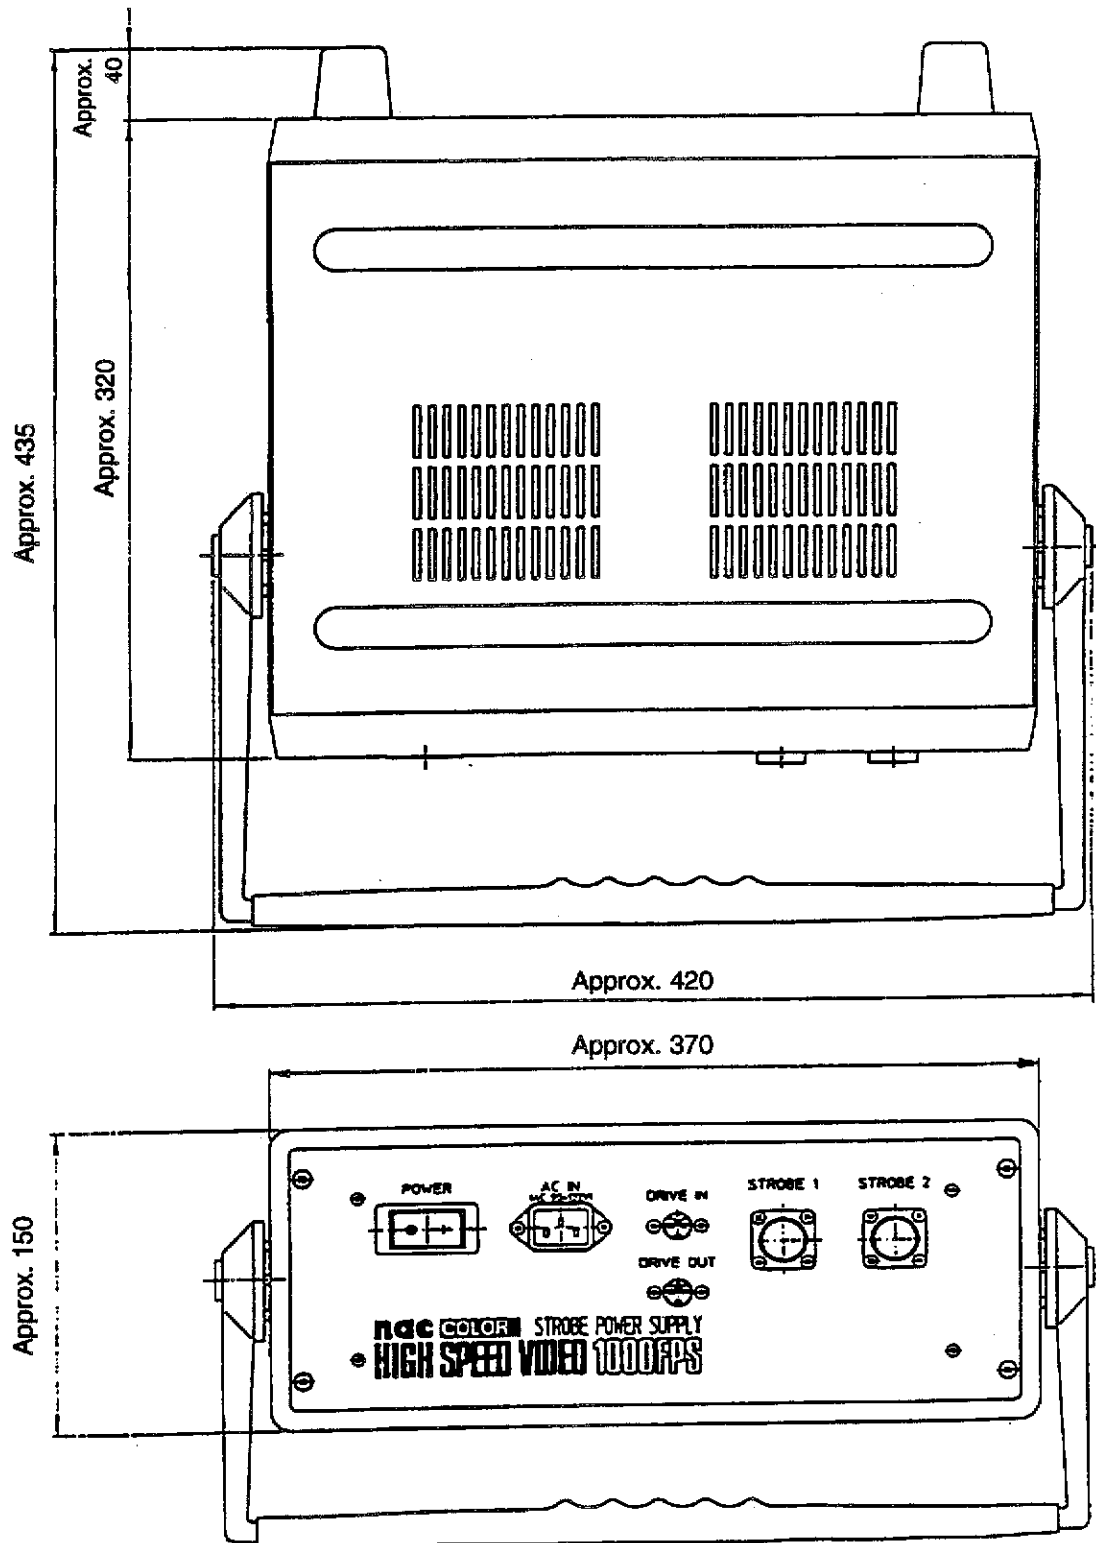 Approx.
40
Approx. 320
Approx. 435
Approx. 420
Approx. 370
Approx. 150
POWER
AC IN
DRIVE IN
STROBE 1
STROBE 2
DRIVE OUT
nac COLOR STROBE POWER SUPPLY
HIGH SPEED VIDEO 1000FPS